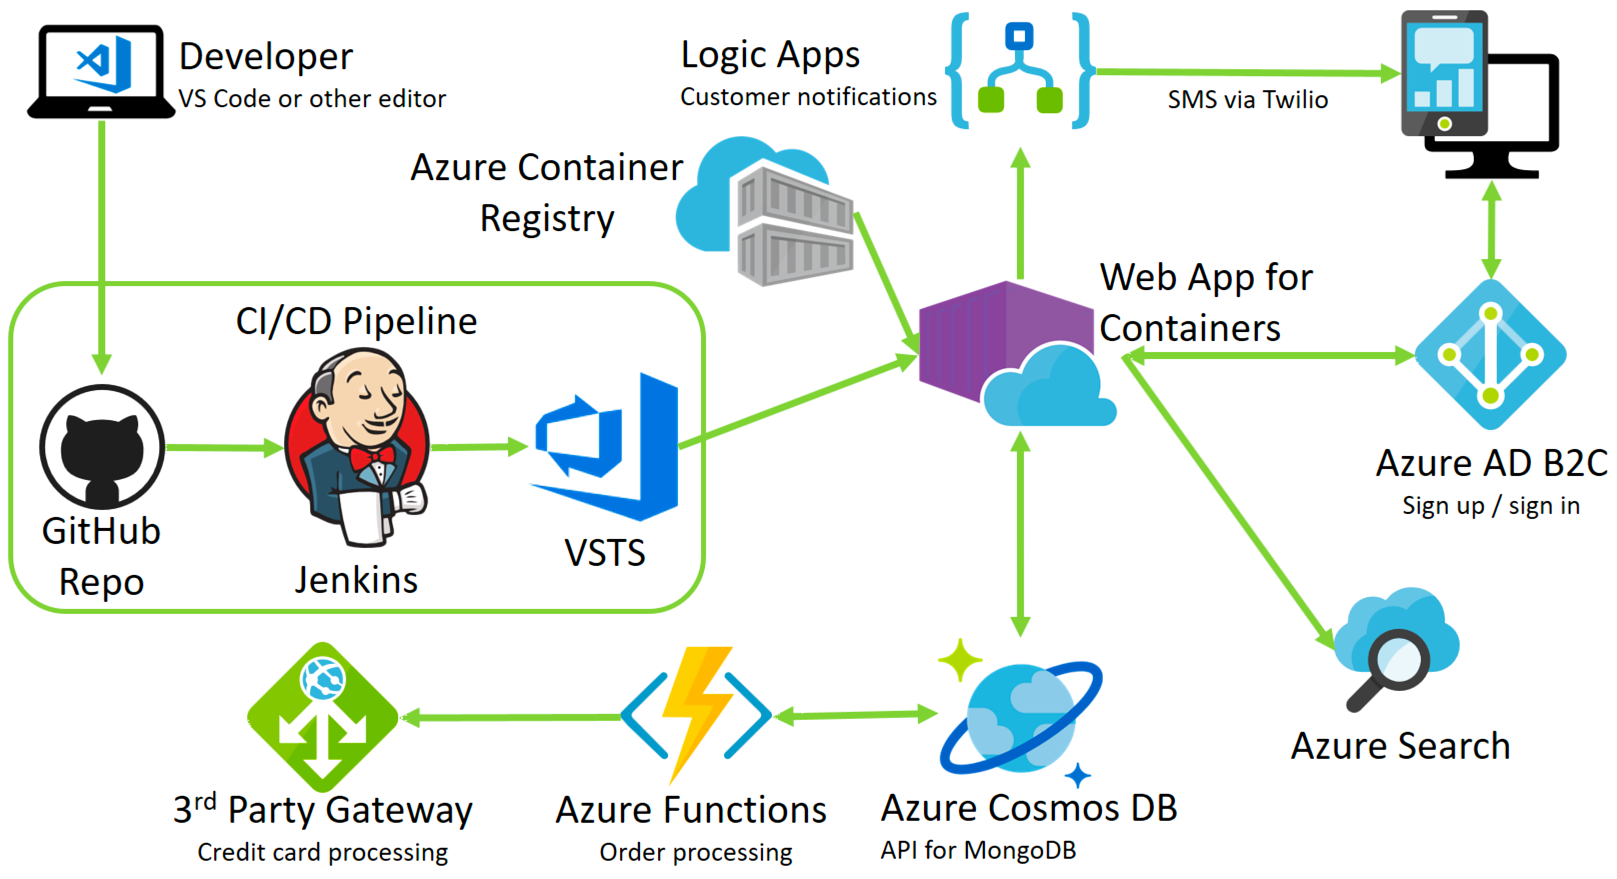 Developer
VS Code or other editor
Logic Apps
Customer notifications
SMS via Twilio
Azure Container
Registry
Web App for
Containers
CI/CD Pipeline
GitHub
Repo
Jenkins
VSTS
Azure AD B2C
Sign up / sign in
Azure Search
3rd Party Gateway
Credit card processing
Azure Functions
Order processing
Azure Cosmos DB
API for MongoDB